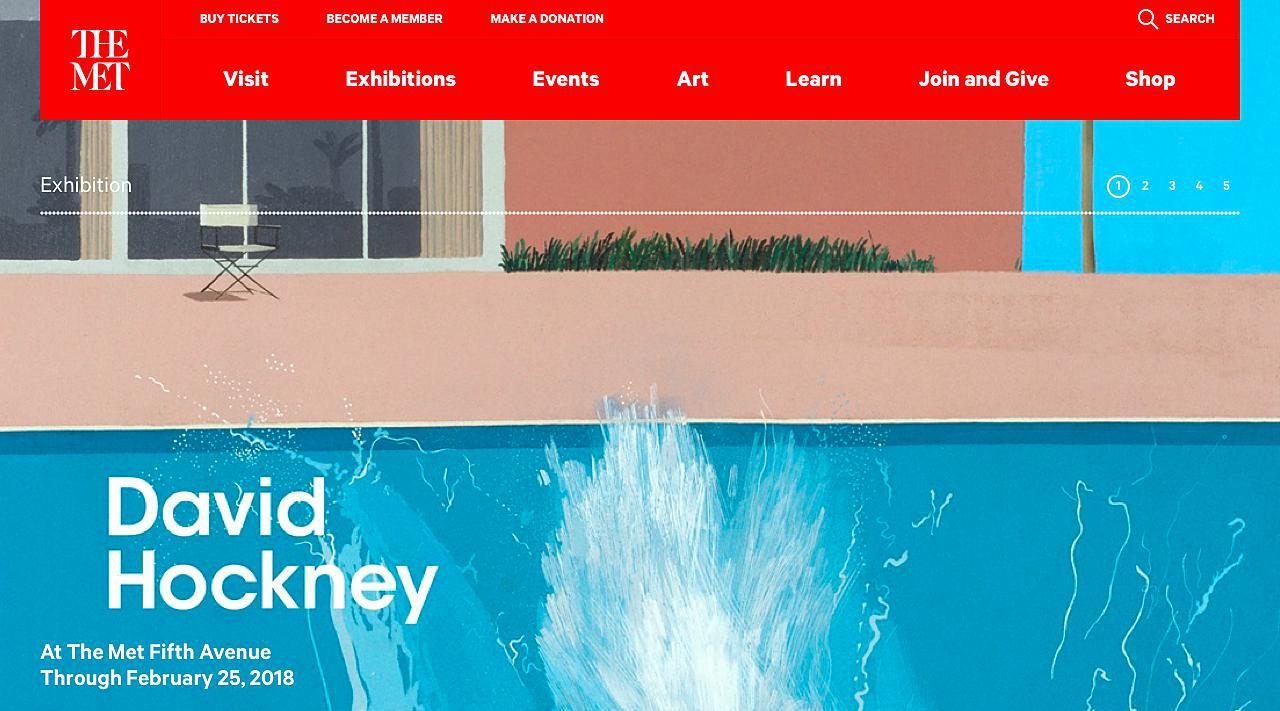 BUY TICKETS BECOME A MEMBER MAKE A DONATION SEARCH
THE
MET
Visit Exhibitions Events Art Learn Join and Give Shop
Exhibition 1 2 3 4 5
David
Hockney
At The Met Fifth Avenue
Through February 25, 2018